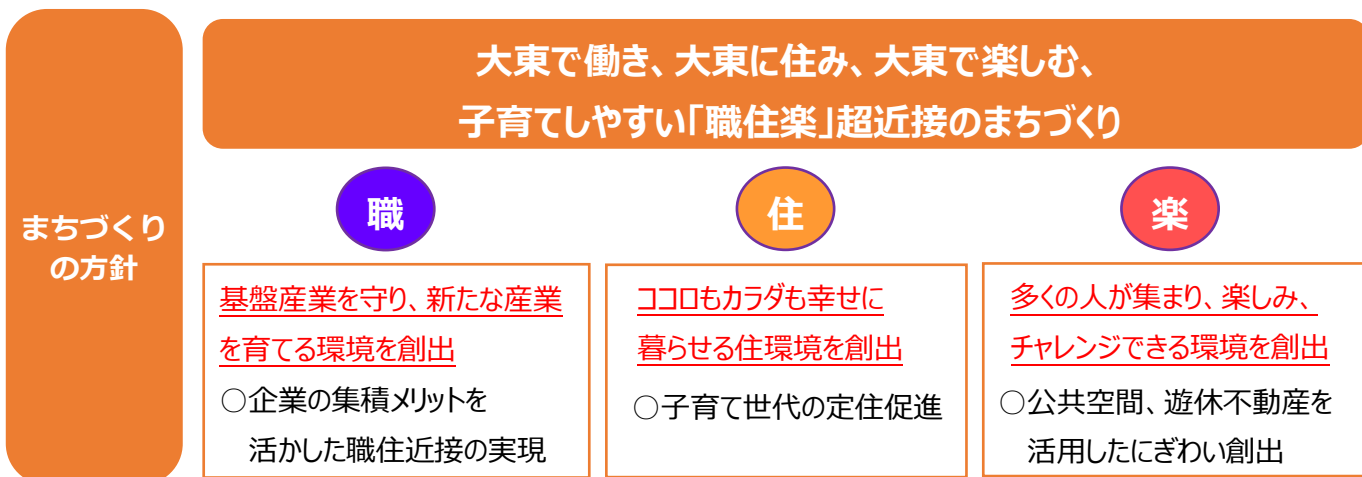 まちづくり
の方針
大東で働き、大東に住み、大東で楽しむ、
子育てしやすい「職住楽」超近接のまちづくり
職
基盤産業を守り、新たな産業
を育てる環境を創出
○企業の集積メリットを
活かした職住近接の実現
住
ココロもカラダも幸せに
暮らせる住環境を創出
○子育て世代の定住促進
楽
多くの人が集まり、楽しみ、
チャレンジできる環境を創出
○公共空間、遊休不動産を
活用したにぎわい創出